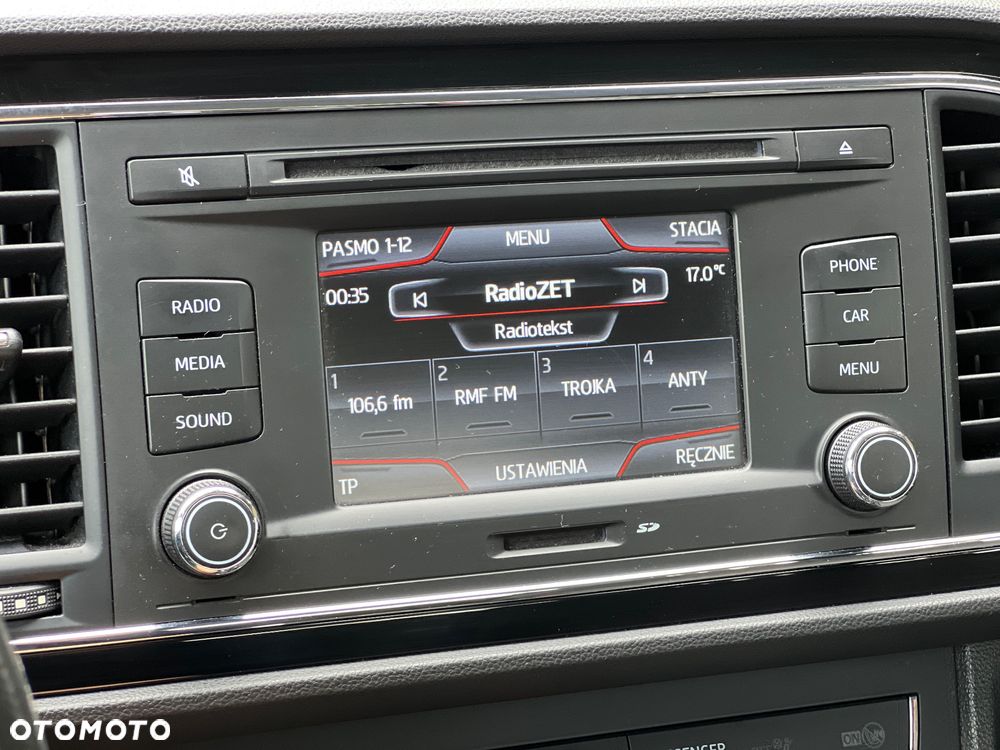 PASMO 1-12
MENU
STACJA
00:35
RadioZET
17.0°C
Radiotekst
1
106,6 fm
2
RMF FM
3
TROJKA
4
ANTY
TP
USTAWIENIA
RĘCZNIE
RADIO
MEDIA
SOUND
PHONE
CAR
MENU
SD
ON
OTOMOTO